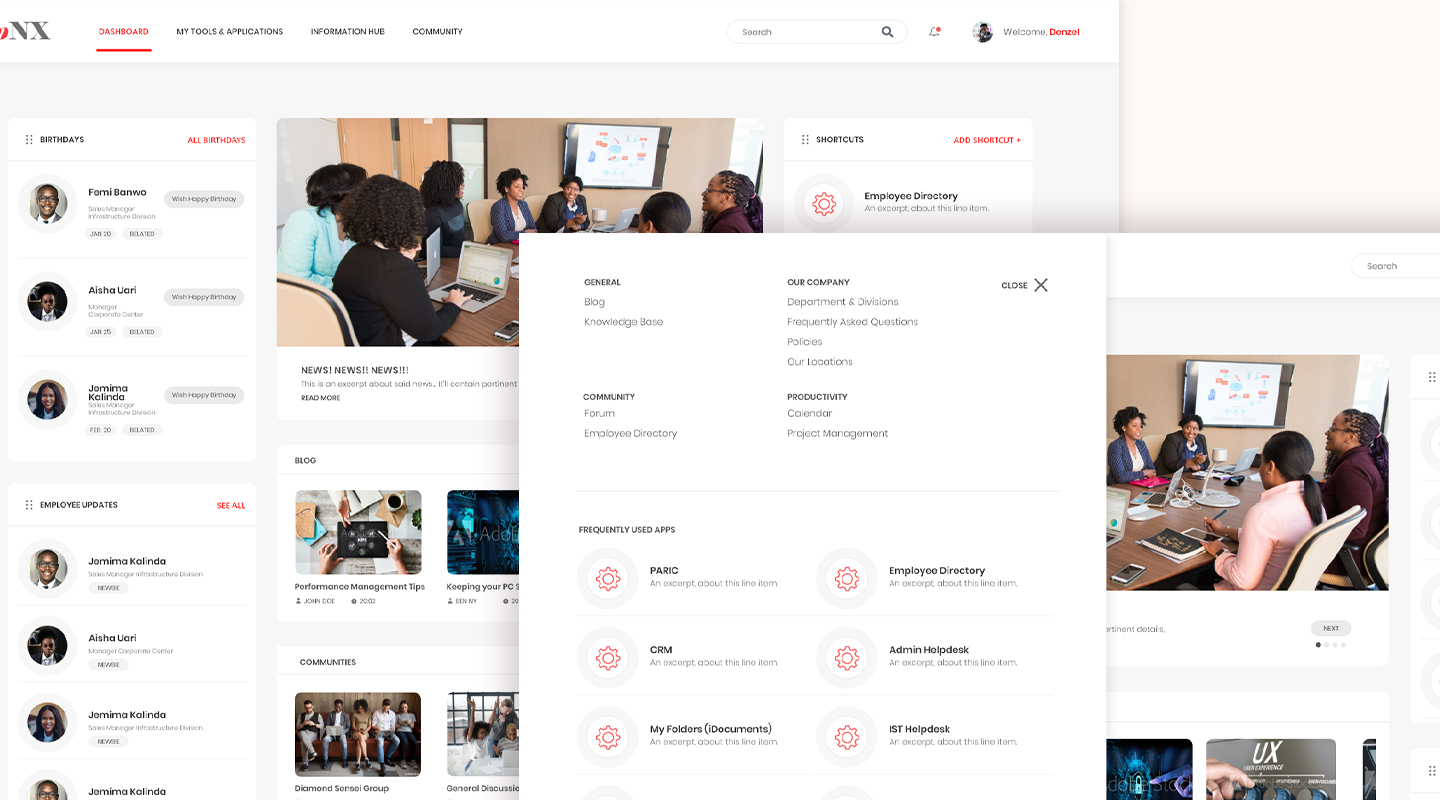 NX
DASHBOARD
MY TOOLS & APPLICATIONS
INFORMATION HUB
COMMUNITY
Search
Welcome, Denzel
BIRTHDAYS
ALL BIRTHDAYS
Femi Banwo
Sales Manager
Infrastructure Division
Wish Happy Birthday
JAN 20
BELATED
Aisha Uari
Manager
Corporate Center
Wish Happy Birthday
JAN 25
BELATED
Jemima
Kalinda
Sales Manager
Infrastructure Division
Wish Happy Birthday
FEB 20
BELATED
EMPLOYEE UPDATES
SEE ALL
Jemima Kalinda
Sales Manager Infrastructure Division
NEWBIE
Aisha Uari
Manager Corporate Center
NEWBIE
Jemima Kalinda
Sales Manager Infrastructure Division
NEWBIE
Jemima Kalinda
NEWS! NEWS!! NEWS!!!
This is an excerpt about said news.. It'll contain pertinent
READ MORE
BLOG
KPI
Performance Management Tips
JOHN DOE
20:02
Adob
Keeping your PC S
BEN NY
20
COMMUNITIES
Diamond Sensei Group
General Discussio
SHORTCUTS
ADD SHORTCUT +
Employee Directory
An excerpt, about this line item.
GENERAL
Blog
Knowledge Base
OUR COMPANY
Department & Divisions
Frequently Asked Questions
Policies
Our Locations
CLOSE
COMMUNITY
Forum
Employee Directory
PRODUCTIVITY
Calendar
Project Management
FREQUENTLY USED APPS
PARIC
An excerpt, about this line item.
Employee Directory
An excerpt, about this line item.
CRM
An excerpt, about this line item.
Admin Helpdesk
An excerpt, about this line item.
My Folders (iDocuments)
An excerpt, about this line item.
IST Helpdesk
An excerpt, about this line item.
Search
ertinent details,
NEXT
dobe Stock
UX
USER EXPERIENCE
Adobe Stock